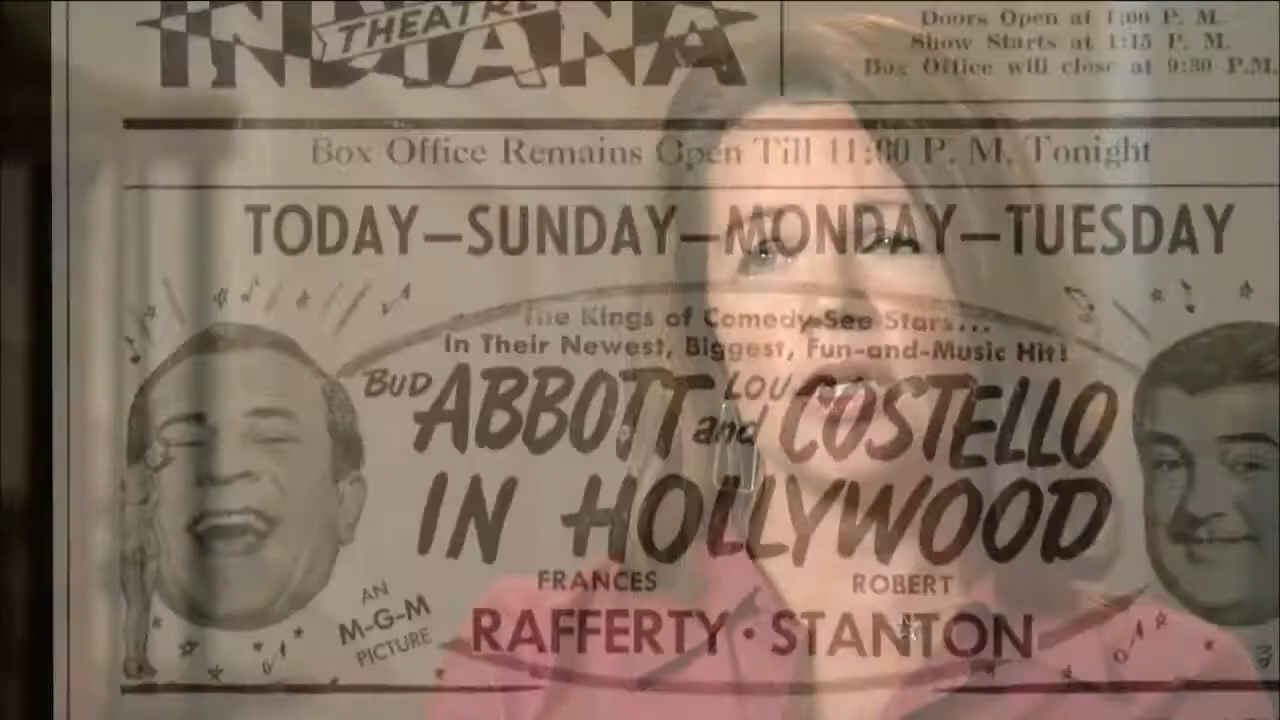 INDIANA
THEATRE
Doors Open at 1:00 P. M.
Show Starts at 1:15 P. M.
Box Office will close at 9:30 P.M.
Box Office Remains Open Till 11:00 P. M. Tonight
TODAY—SUNDAY—MONDAY—TUESDAY
The Kings of Comedy See Stars...
In Their Newest, Biggest, Fun-and-Music Hit!
BUD ABBOTT and LOU COSTELLO
IN HOLLYWOOD
FRANCES ROBERT
RAFFERTY · STANTON
AN
M-G-M
PICTURE